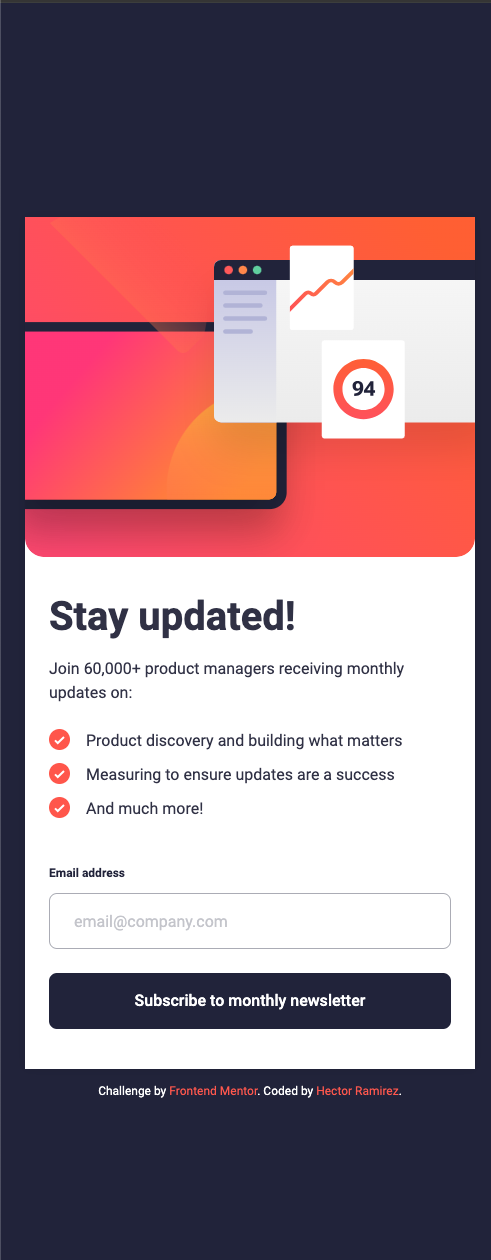 94
Stay updated!
Join 60,000+ product managers receiving monthly
updates on:
Product discovery and building what matters
Measuring to ensure updates are a success
And much more!
Email address
email@company.com
Subscribe to monthly newsletter
Challenge by Frontend Mentor. Coded by Hector Ramirez.